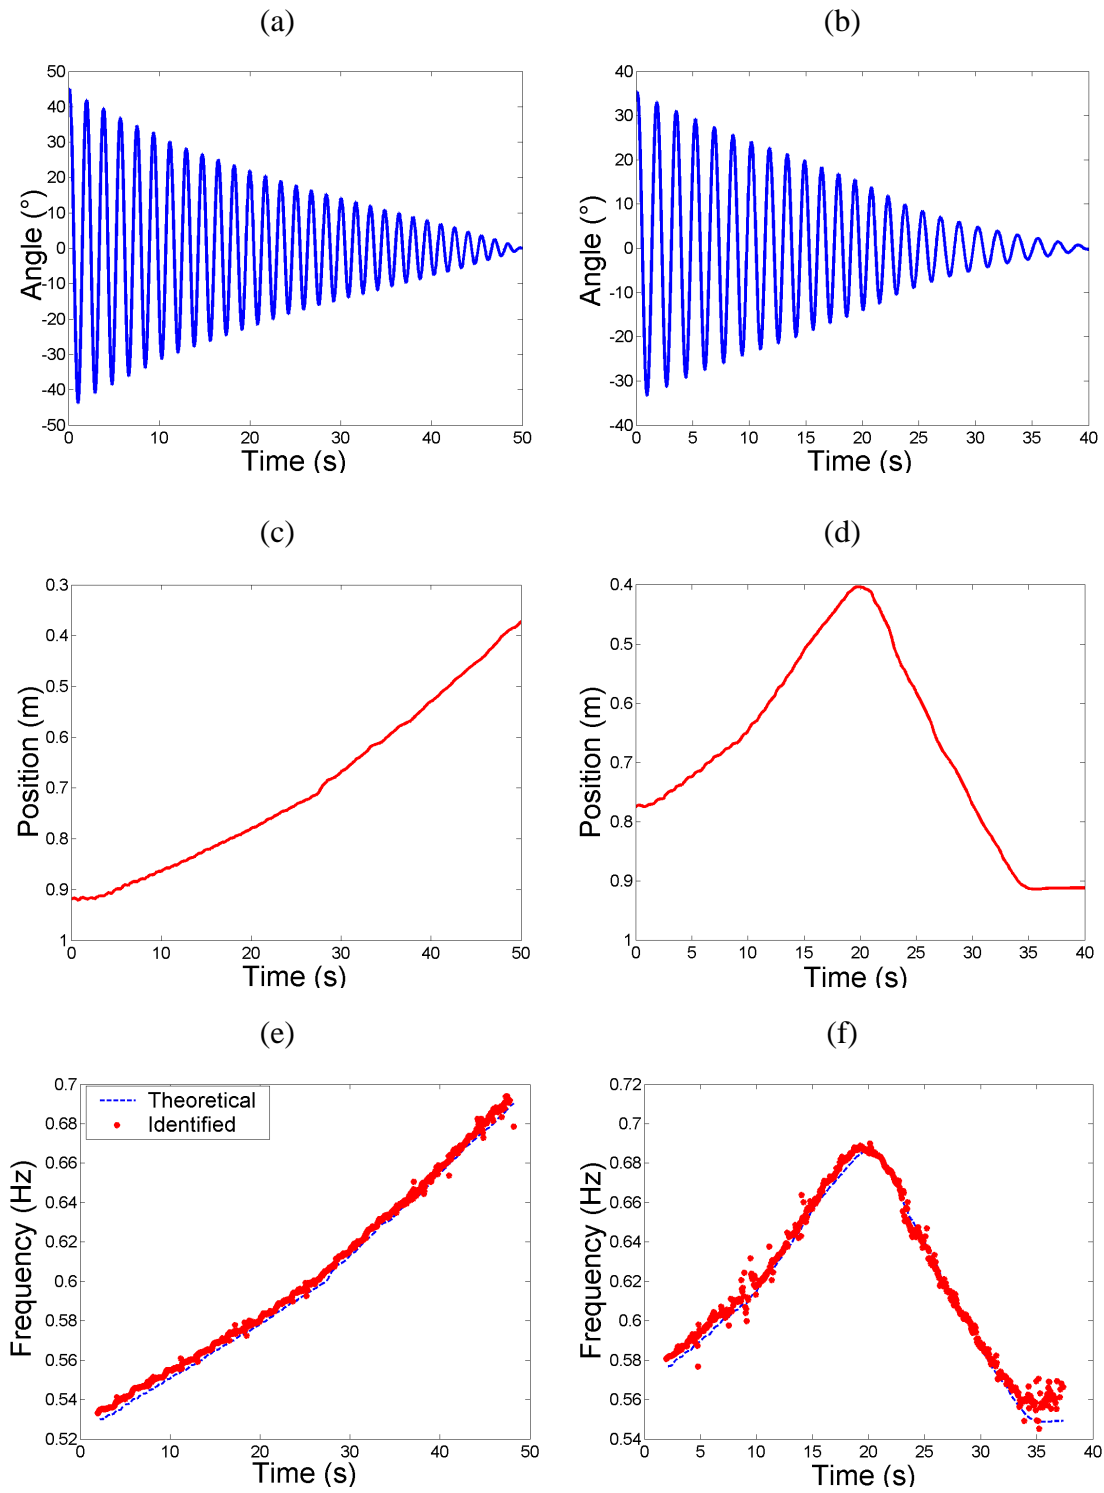 (a)
50
40
30
20
10
0
-10
-20
-30
-40
-50
Angle (°)
0 10 20 30 40 50
Time (s)
(b)
40
30
20
10
0
-10
-20
-30
-40
Angle (°)
0 5 10 15 20 25 30 35 40
Time (s)
(c)
0.3
0.4
0.5
0.6
0.7
0.8
0.9
1
Position (m)
0 10 20 30 40 50
Time (s)
(d)
0.4
0.5
0.6
0.7
0.8
0.9
1
Position (m)
0 5 10 15 20 25 30 35 40
Time (s)
(e)
0.7
0.68
0.66
0.64
0.62
0.6
0.58
0.56
0.54
0.52
Frequency (Hz)
Theoretical
Identified
0 10 20 30 40 50
Time (s)
(f)
0.72
0.7
0.68
0.66
0.64
0.62
0.6
0.58
0.56
0.54
Frequency (Hz)
0 5 10 15 20 25 30 35 40
Time (s)